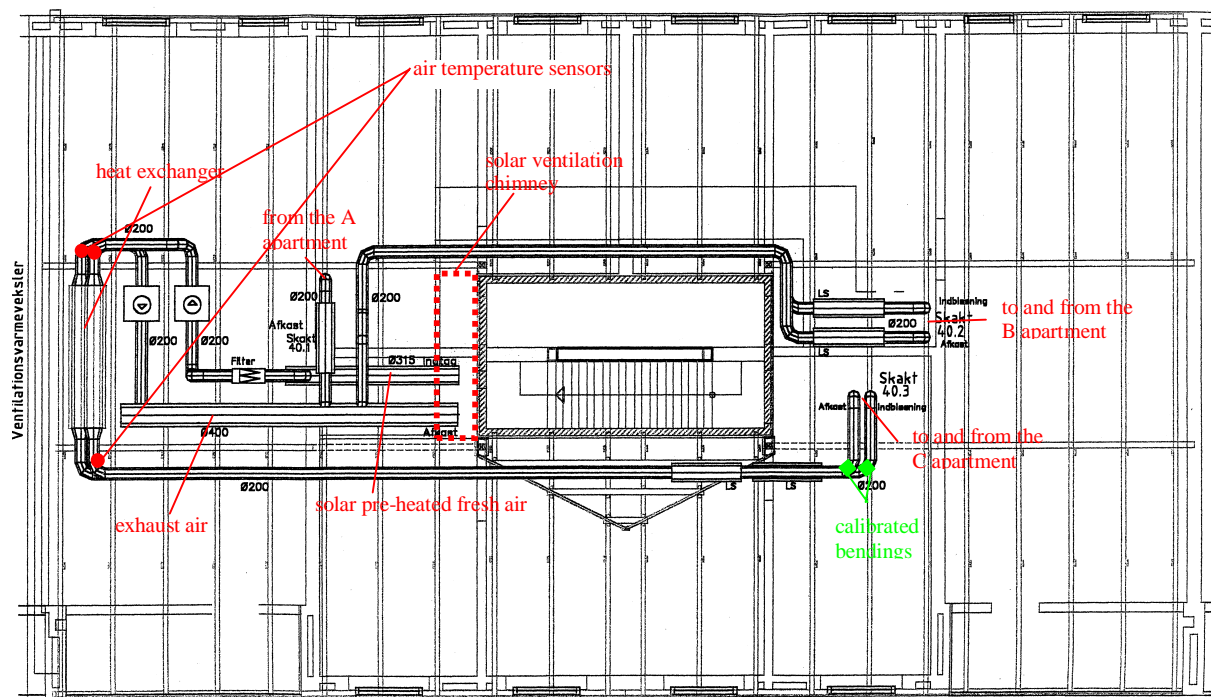 air temperature sensors
heat exchanger
solar ventilation
chimney
from the A
apartment
Ø200
Ventilationsvarmeveksler
Ø200
Ø200
LS
Indblæsning
to and from the
B apartment
Afkast
Skakt
40.1
Ø200
Skakt
40.2
Afkast
Ø200
Ø200
LS
Filter
Ø315
Indtag
Skakt
40.3
Afkast
Indblæsning
Ø400
Afkast
to and from the
C apartment
Ø200
LS
LS
Ø200
exhaust air
solar pre-heated fresh air
calibrated
bendings